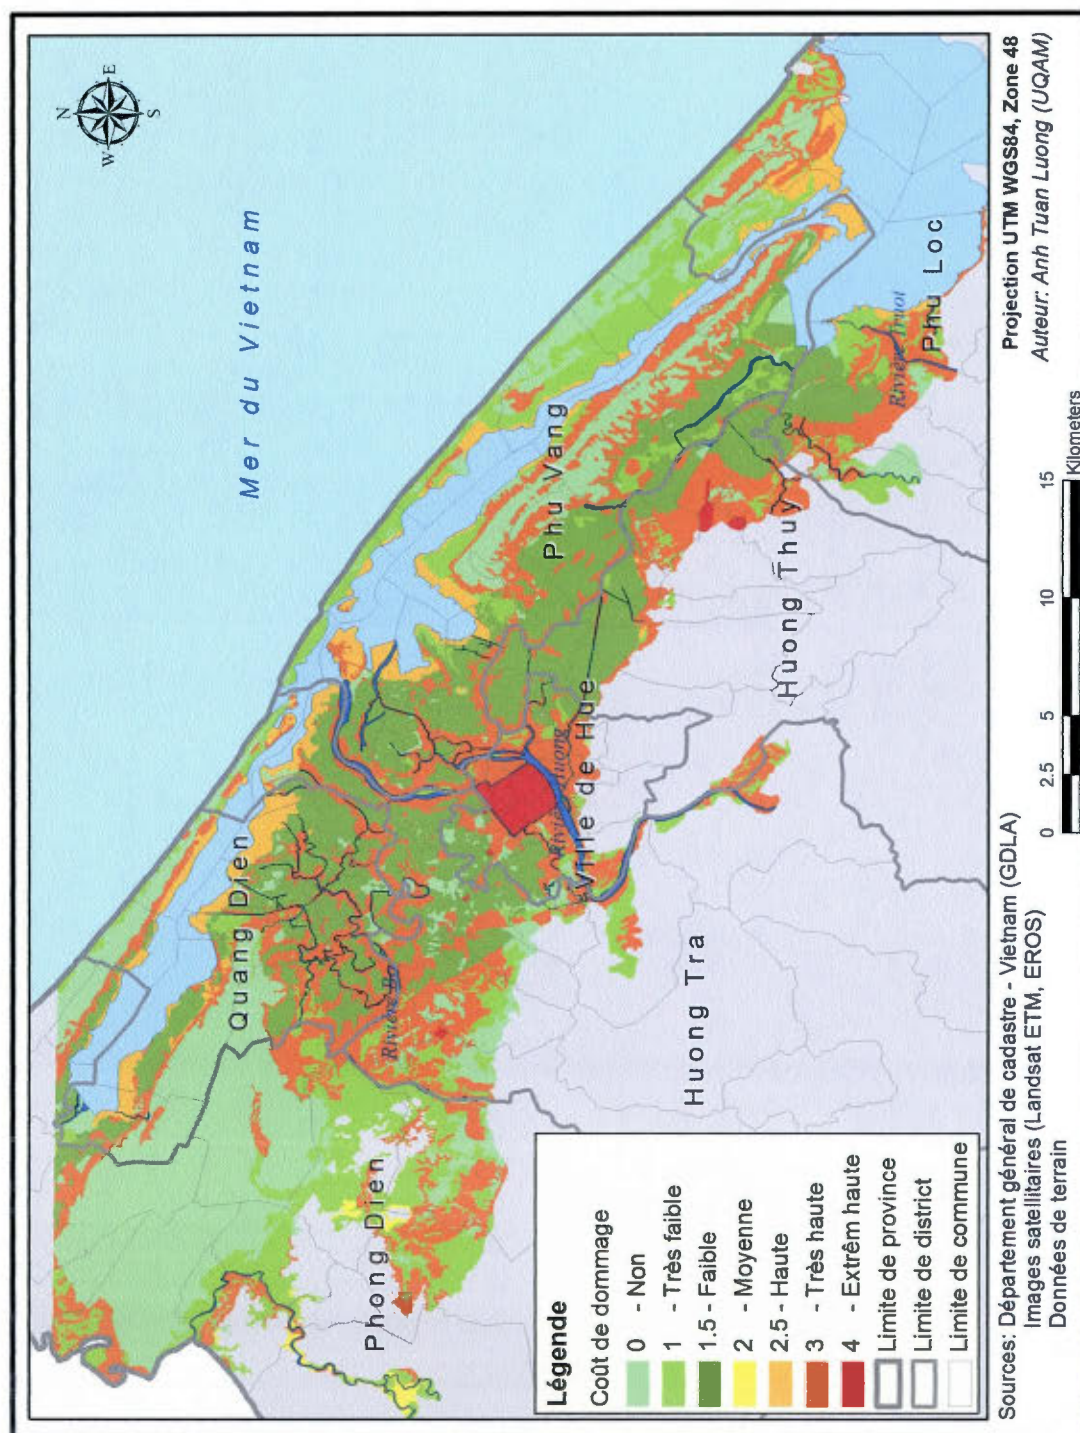 N
E
S
W
Mer du Vietnam
Quang Dien
Phong Dien
Phu Vang
Ville de Hue
Huong Tra
Huong Thuy
Phu Loc
Rivière Bo
Rivière Truoi
Légende
Coût de dommage
0 - Non
1 - Très faible
1.5 - Faible
2 - Moyenne
2.5 - Haute
3 - Très haute
4 - Extrêm haute
Limite de province
Limite de district
Limite de commune
Sources: Département général de cadastre - Vietnam (GDLA)
Images satellitaires (Landsat ETM, EROS)
Données de terrain
0 2.5 5 10 15
Kilometers
Projection UTM WGS84, Zone 48
Auteur: Anh Tuan Luong (UQAM)